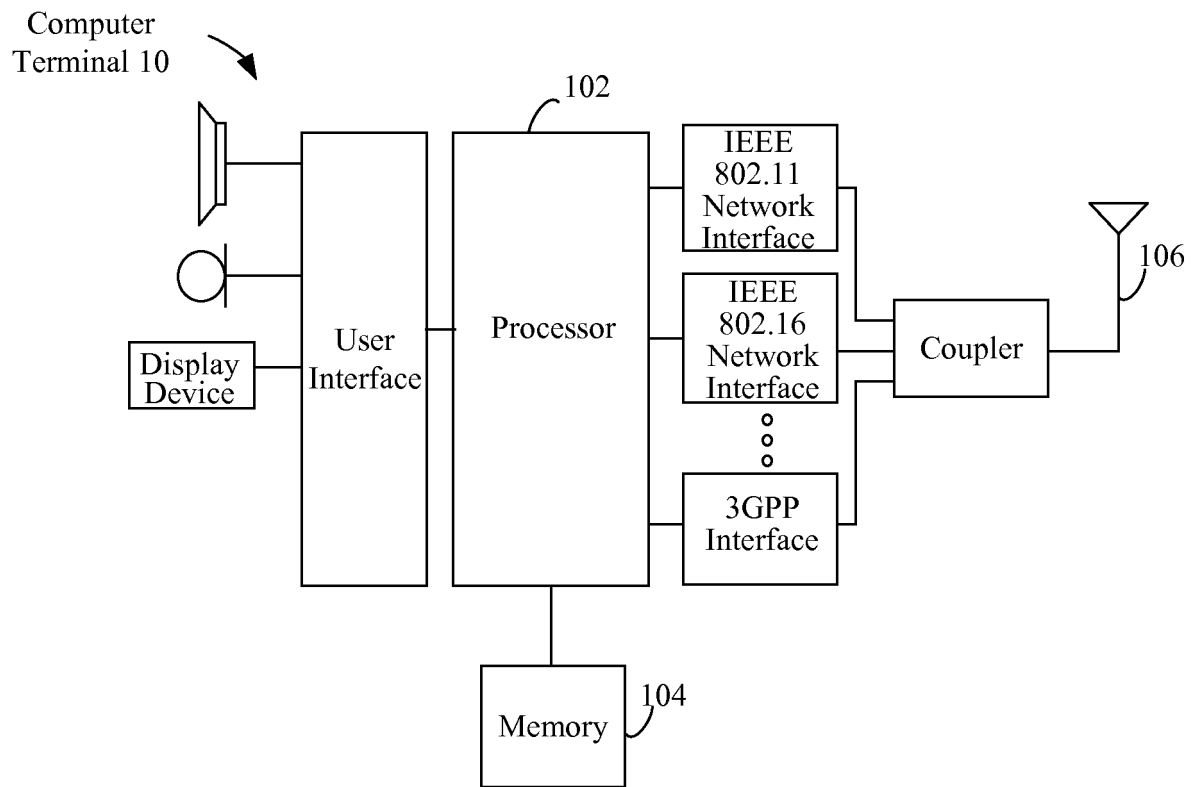 Computer
Terminal 10
102
IEEE
802.11
Network
Interface
106
IEEE
802.16
Network
Interface
User
Interface
Processor
Coupler
Display
Device
3GPP
Interface
Memory
104